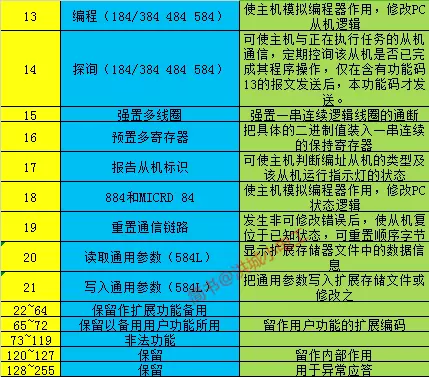 13
编程（184/384 484 584）
使主机模拟编程器作用，修改PC
从机逻辑
14
探询（184/384 484 584）
可使主机与正在执行任务的从机
通信，定期控询该从机是否已完
成其程序操作，仅在含有功能码
13的报文发送后，本功能码才发
送。
15
强置多线圈
强置一串连续逻辑线圈的通断
16
预置多寄存器
把具体的二进制值装入一串连续
的保持寄存器
17
报告从机标识
可使主机判断编址从机的类型及
该从机运行指示灯的状态
18
884和MICRD 84
使主机模拟编程器作用，修改PC
状态逻辑
19
重置通信链路
发生非可修改错误后，使从机复
位于已知状态，可重置顺序字节
20
读取通用参数（584L）
显示扩展存储器文件中的数据信
息
21
写入通用参数（584L）
把通用参数写入扩展存储文件或
修改之
22~64
保留作扩展功能备用
65~72
保留以备用用户功能所用
留作用户功能的扩展编码
73~119
非法功能
120~127
保留
留作内部作用
128~255
保留
用于异常应答